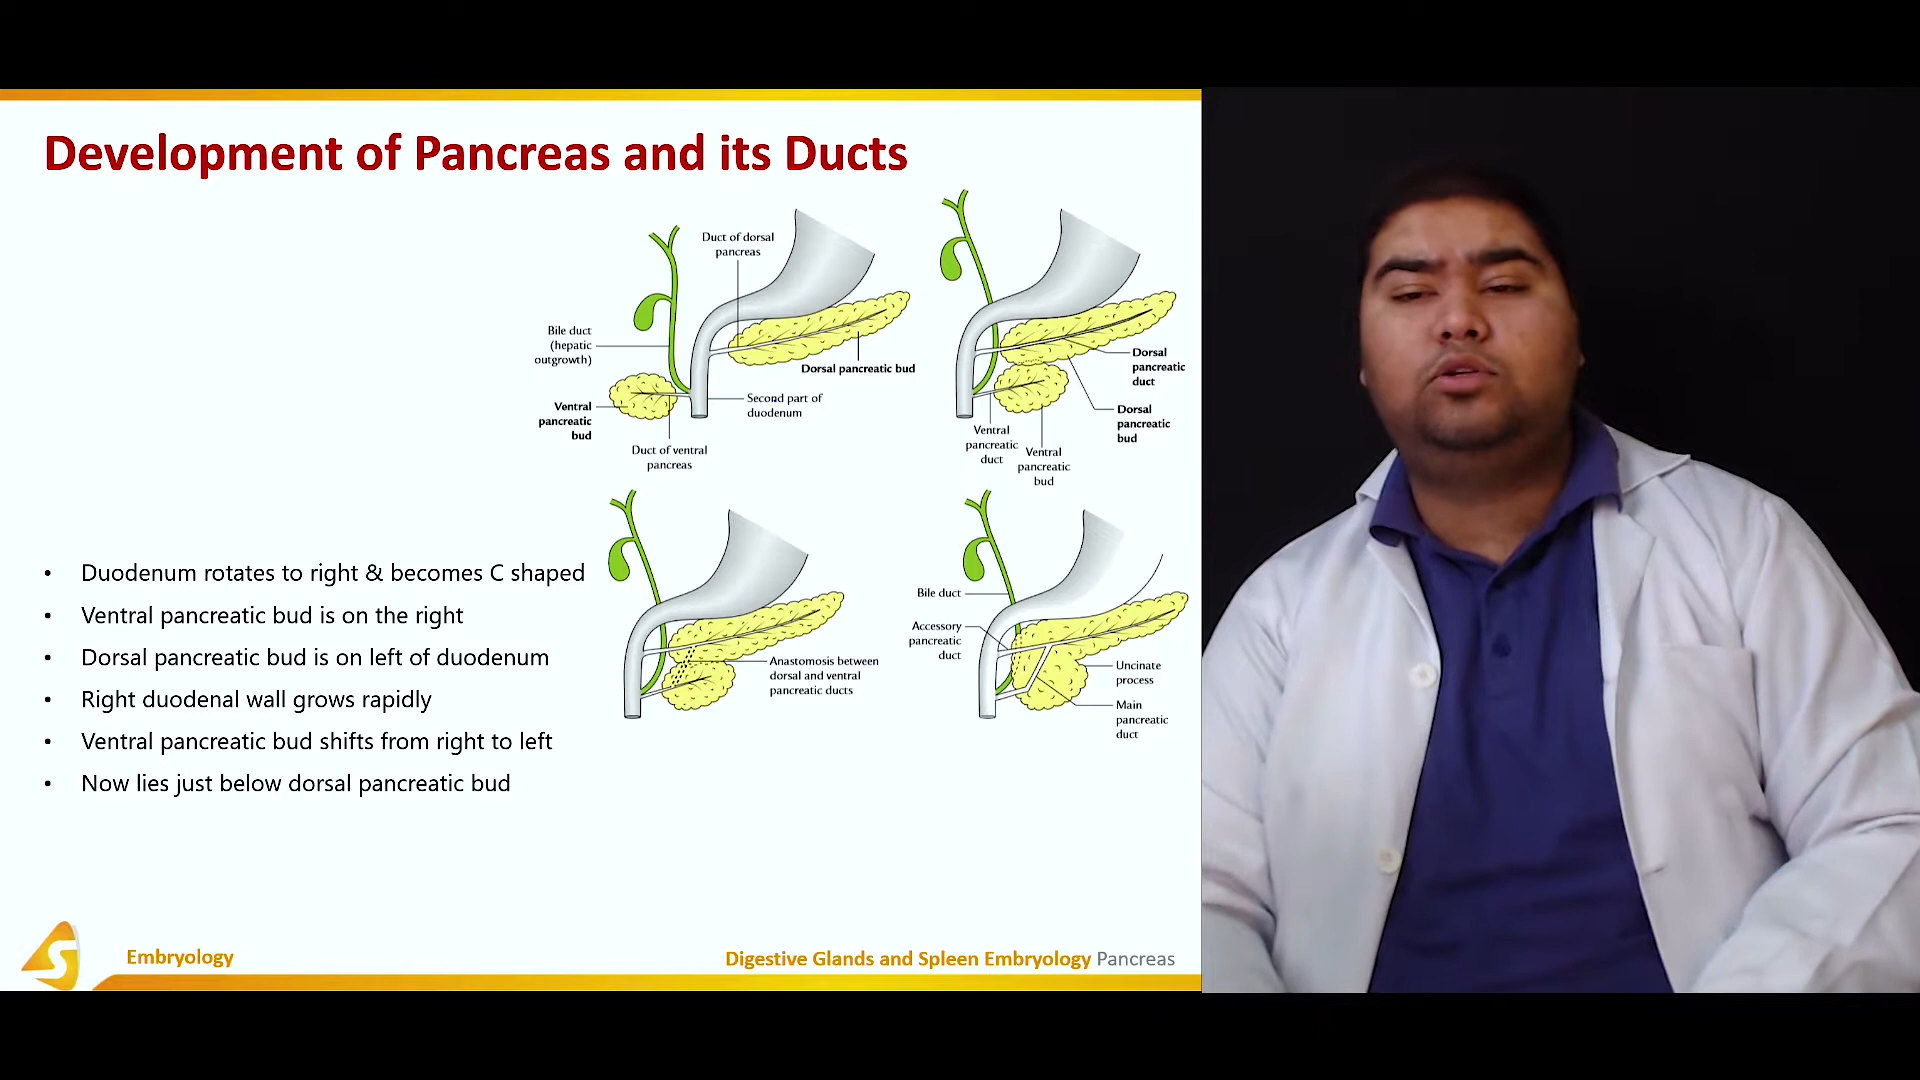 Development of Pancreas and its Ducts
Duct of dorsal
pancreas
Bile duct
(hepatic
outgrowth)
Dorsal pancreatic bud
Ventral
pancreatic
bud
Second part of
duodenum
Duct of ventral
pancreas
Dorsal
pancreatic
duct
Dorsal
pancreatic
bud
Ventral
pancreatic
duct
Ventral
pancreatic
bud
Anastomosis between
dorsal and ventral
pancreatic ducts
Bile duct
Accessory
pancreatic
duct
Uncinate
process
Main
pancreatic
duct
• Duodenum rotates to right & becomes C shaped
• Ventral pancreatic bud is on the right
• Dorsal pancreatic bud is on left of duodenum
• Right duodenal wall grows rapidly
• Ventral pancreatic bud shifts from right to left
• Now lies just below dorsal pancreatic bud
S
Embryology
Digestive Glands and Spleen Embryology Pancreas